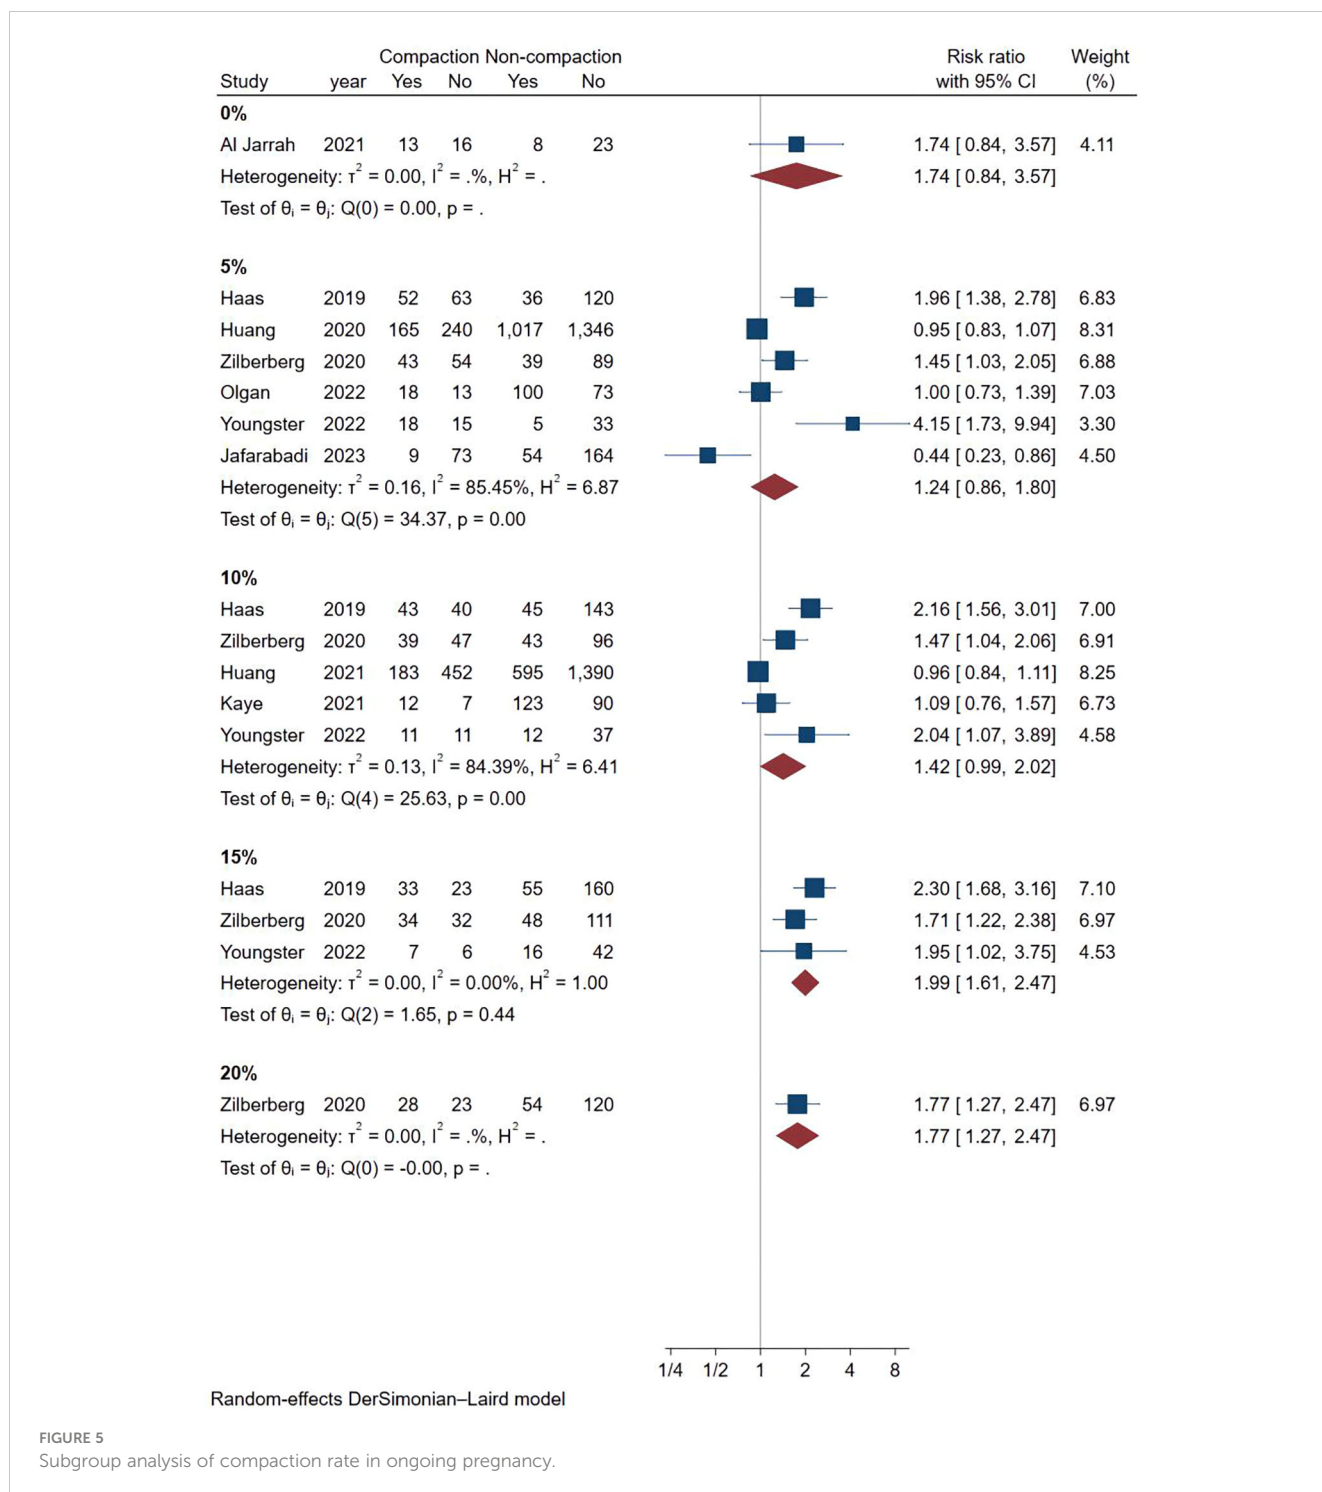 Compaction Non-compaction Risk ratio Weight
Study year Yes No Yes No with 95% CI (%)
0%
Al Jarrah 2021 13 16 8 23 1.74 [ 0.84, 3.57] 4.11
Heterogeneity: τ² = 0.00, I² = .%, H² = . 1.74 [ 0.84, 3.57]
Test of θᵢ = θⱼ: Q(0) = 0.00, p = .
5%
Haas 2019 52 63 36 120 1.96 [ 1.38, 2.78] 6.83
Huang 2020 165 240 1,017 1,346 0.95 [ 0.83, 1.07] 8.31
Zilberberg 2020 43 54 39 89 1.45 [ 1.03, 2.05] 6.88
Olgan 2022 18 13 100 73 1.00 [ 0.73, 1.39] 7.03
Youngster 2022 18 15 5 33 4.15 [ 1.73, 9.94] 3.30
Jafarabadi 2023 9 73 54 164 0.44 [ 0.23, 0.86] 4.50
Heterogeneity: τ² = 0.16, I² = 85.45%, H² = 6.87 1.24 [ 0.86, 1.80]
Test of θᵢ = θⱼ: Q(5) = 34.37, p = 0.00
10%
Haas 2019 43 40 45 143 2.16 [ 1.56, 3.01] 7.00
Zilberberg 2020 39 47 43 96 1.47 [ 1.04, 2.06] 6.91
Huang 2021 183 452 595 1,390 0.96 [ 0.84, 1.11] 8.25
Kaye 2021 12 7 123 90 1.09 [ 0.76, 1.57] 6.73
Youngster 2022 11 11 12 37 2.04 [ 1.07, 3.89] 4.58
Heterogeneity: τ² = 0.13, I² = 84.39%, H² = 6.41 1.42 [ 0.99, 2.02]
Test of θᵢ = θⱼ: Q(4) = 25.63, p = 0.00
15%
Haas 2019 33 23 55 160 2.30 [ 1.68, 3.16] 7.10
Zilberberg 2020 34 32 48 111 1.71 [ 1.22, 2.38] 6.97
Youngster 2022 7 6 16 42 1.95 [ 1.02, 3.75] 4.53
Heterogeneity: τ² = 0.00, I² = 0.00%, H² = 1.00 1.99 [ 1.61, 2.47]
Test of θᵢ = θⱼ: Q(2) = 1.65, p = 0.44
20%
Zilberberg 2020 28 23 54 120 1.77 [ 1.27, 2.47] 6.97
Heterogeneity: τ² = 0.00, I² = .%, H² = . 1.77 [ 1.27, 2.47]
Test of θᵢ = θⱼ: Q(0) = -0.00, p = .
1/4 1/2 1 2 4 8
Random-effects DerSimonian–Laird model
FIGURE 5
Subgroup analysis of compaction rate in ongoing pregnancy.